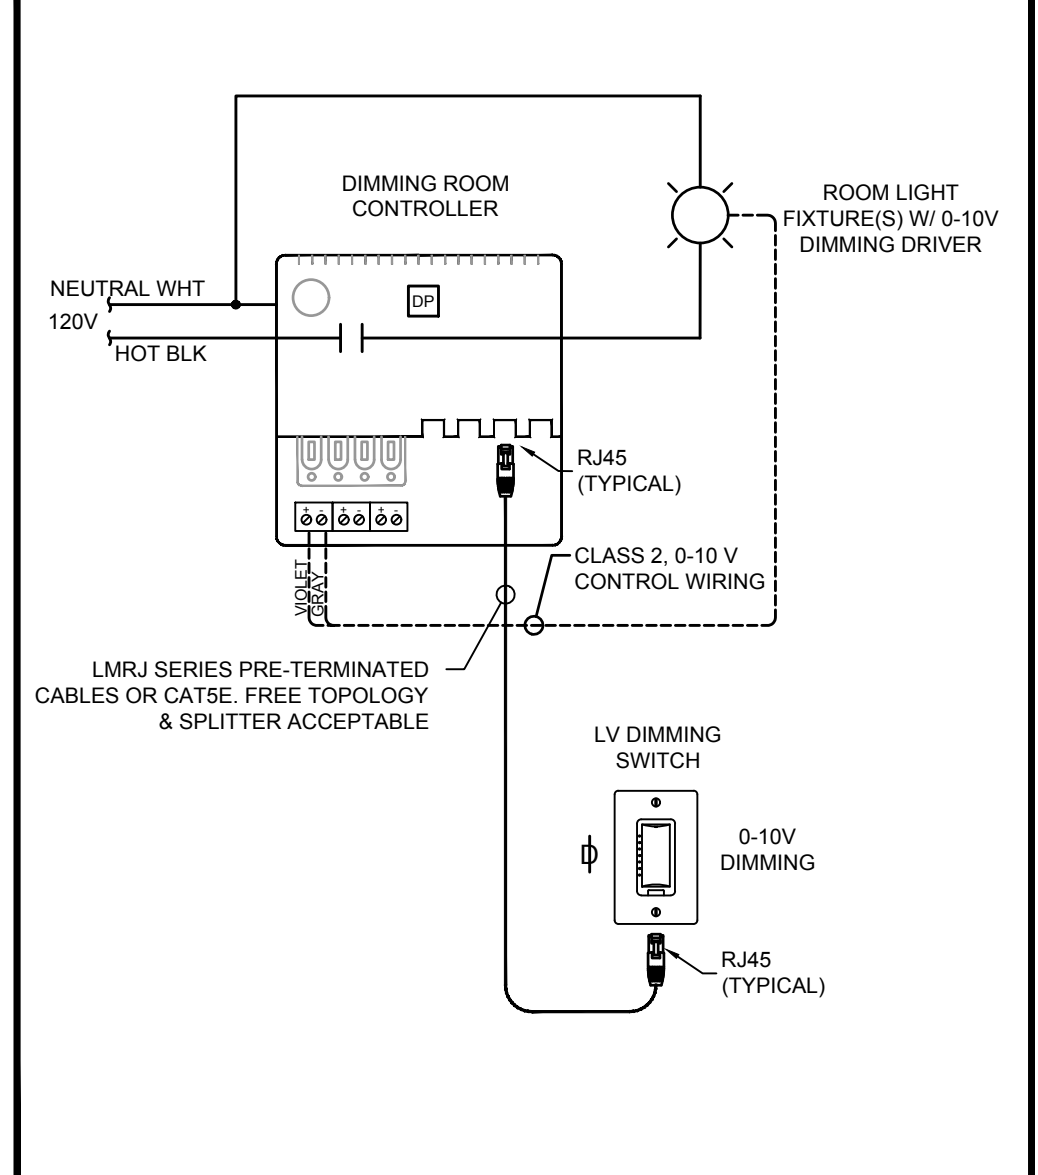 DIMMING ROOM
CONTROLLER
ROOM LIGHT
FIXTURE(S) W/ 0-10V
DIMMING DRIVER
NEUTRAL WHT
120V
HOT BLK
DP
RJ45
(TYPICAL)
+ - + - + -
VIOLET
GRAY
CLASS 2, 0-10 V
CONTROL WIRING
LMRJ SERIES PRE-TERMINATED
CABLES OR CAT5E. FREE TOPOLOGY
& SPLITTER ACCEPTABLE
LV DIMMING
SWITCH
D
0-10V
DIMMING
RJ45
(TYPICAL)